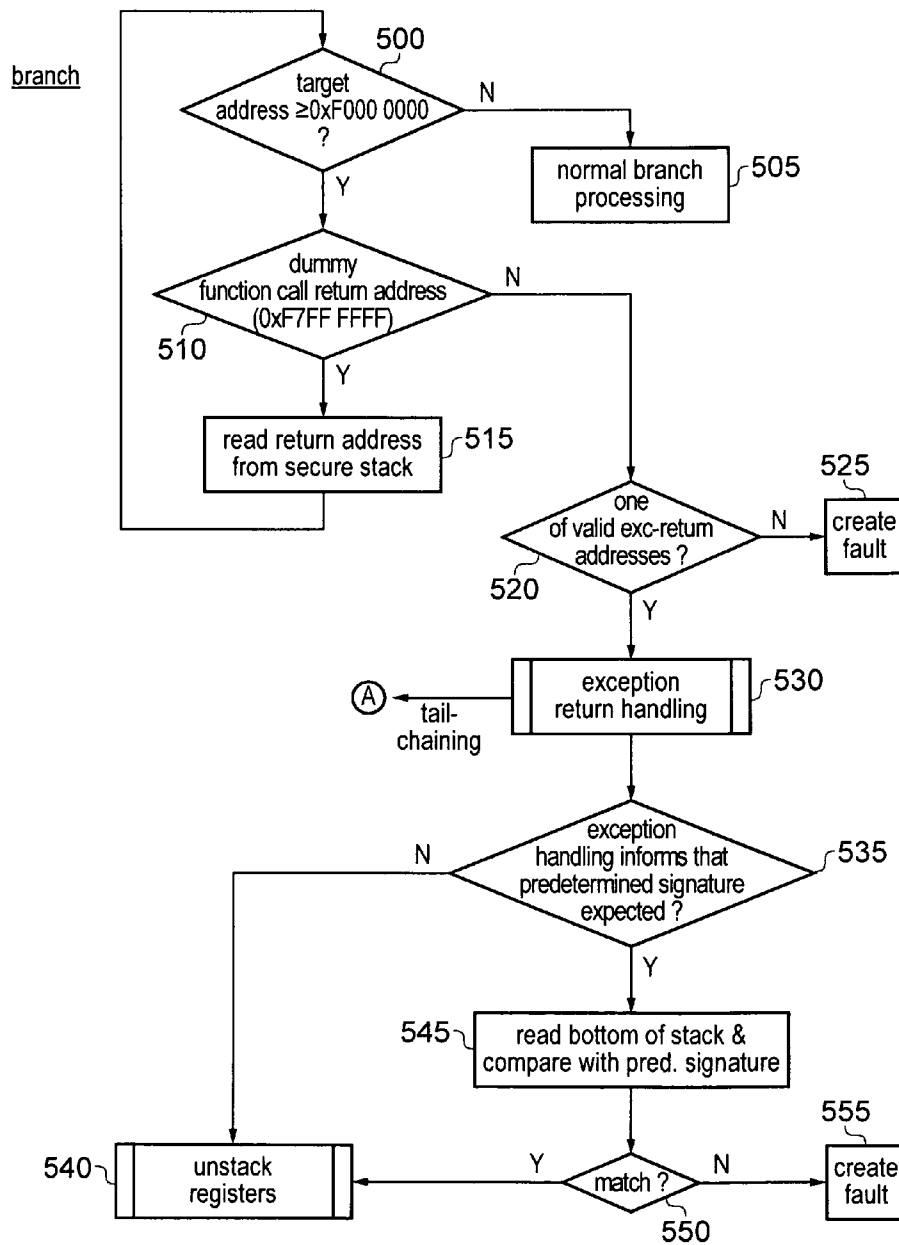 branch
500
target
address ≥0xF000 0000
?
N
Y
normal branch
processing
505
dummy
function call return address
(0xF7FF FFFF)
510
N
Y
read return address
from secure stack
515
one
of valid exc-return
addresses ?
520
N
525
create
fault
Y
exception
return handling
530
A
tail-
chaining
exception
handling informs that
predetermined signature
expected ?
535
N
Y
545
read bottom of stack &
compare with pred. signature
540
unstack
registers
Y
match ?
550
N
555
create
fault